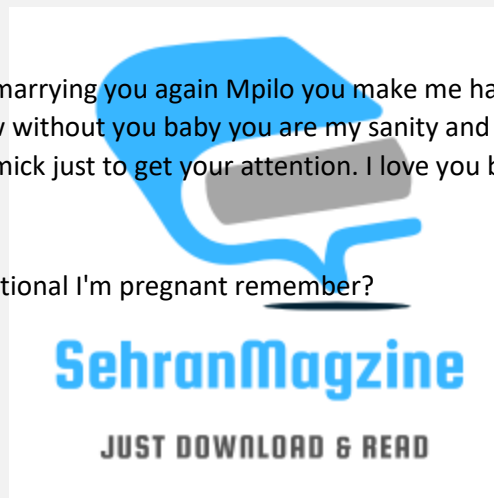 marrying you again Mpilo you make me ha
without you baby you are my sanity and
mick just to get your attention. I love you b
tional I'm pregnant remember?
SehranMagzine
JUST DOWNLOAD & READ